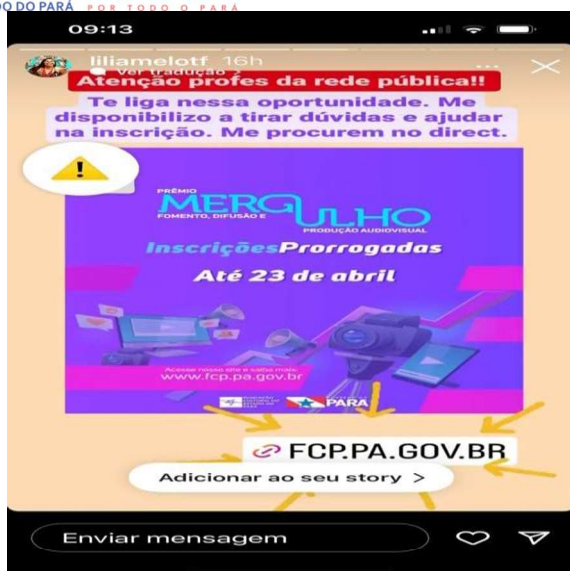 DO DO PARÁ POR TODO O PARÁ
09:13
liliamelotf 16h
Ver tradução >
Atenção profes da rede pública!!
Te liga nessa oportunidade. Me
disponibilizo a tirar dúvidas e ajudar
na inscrição. Me procurem no direct.
PRÊMIO
MERGULHO
FOMENTO, DIFUSÃO E
PRODUÇÃO AUDIOVISUAL
InscriçõesProrrogadas
Até 23 de abril
Acesse nosso site e saiba mais:
www.fcp.pa.gov.br
PARÁ
FCP.PA.GOV.BR
Adicionar ao seu story >
Enviar mensagem